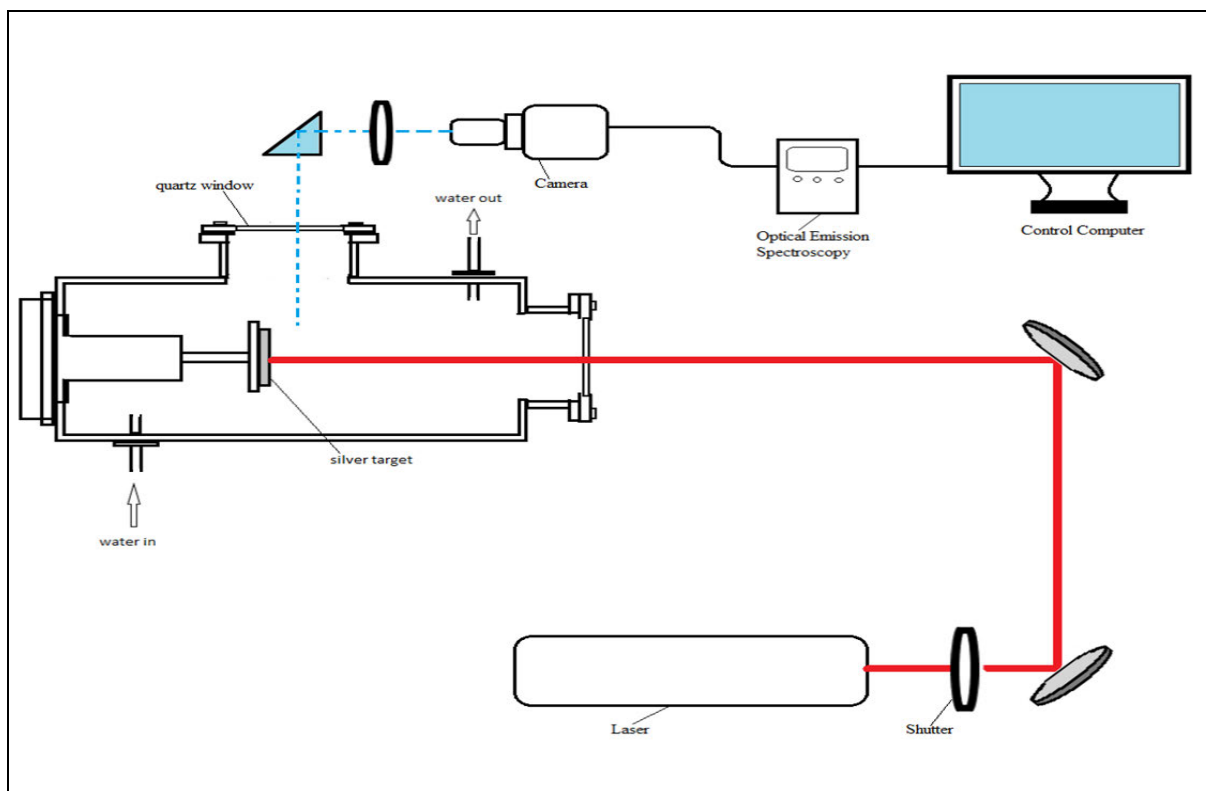 quartz window
water out
Camera
Optical Emission
Spectroscopy
Control Computer
silver target
water in
Laser
Shutter